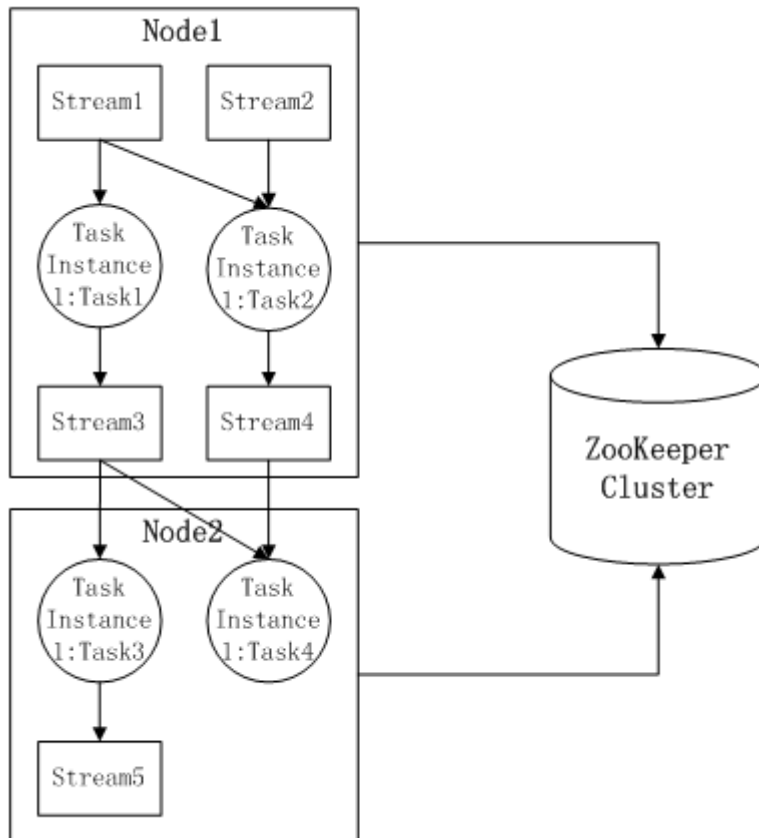 Node1
Stream1
Stream2
Task
Instance
1:Task1
Task
Instance
1:Task2
Stream3
Stream4
ZooKeeper
Cluster
Node2
Task
Instance
1:Task3
Task
Instance
1:Task4
Stream5